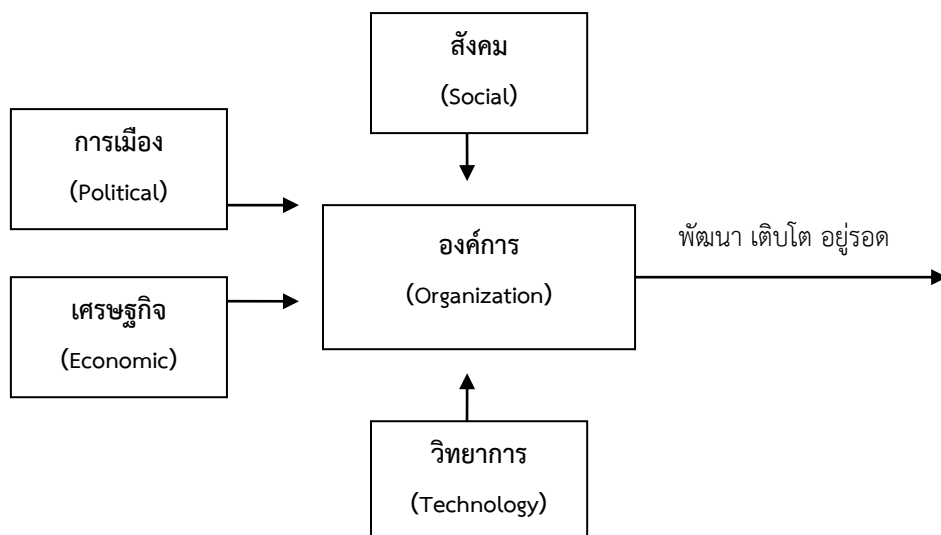 สังคม
(Social)
การเมือง
(Political)
องค์การ
(Organization)
พัฒนา เติบโต อยู่รอด
เศรษฐกิจ
(Economic)
วิทยาการ
(Technology)